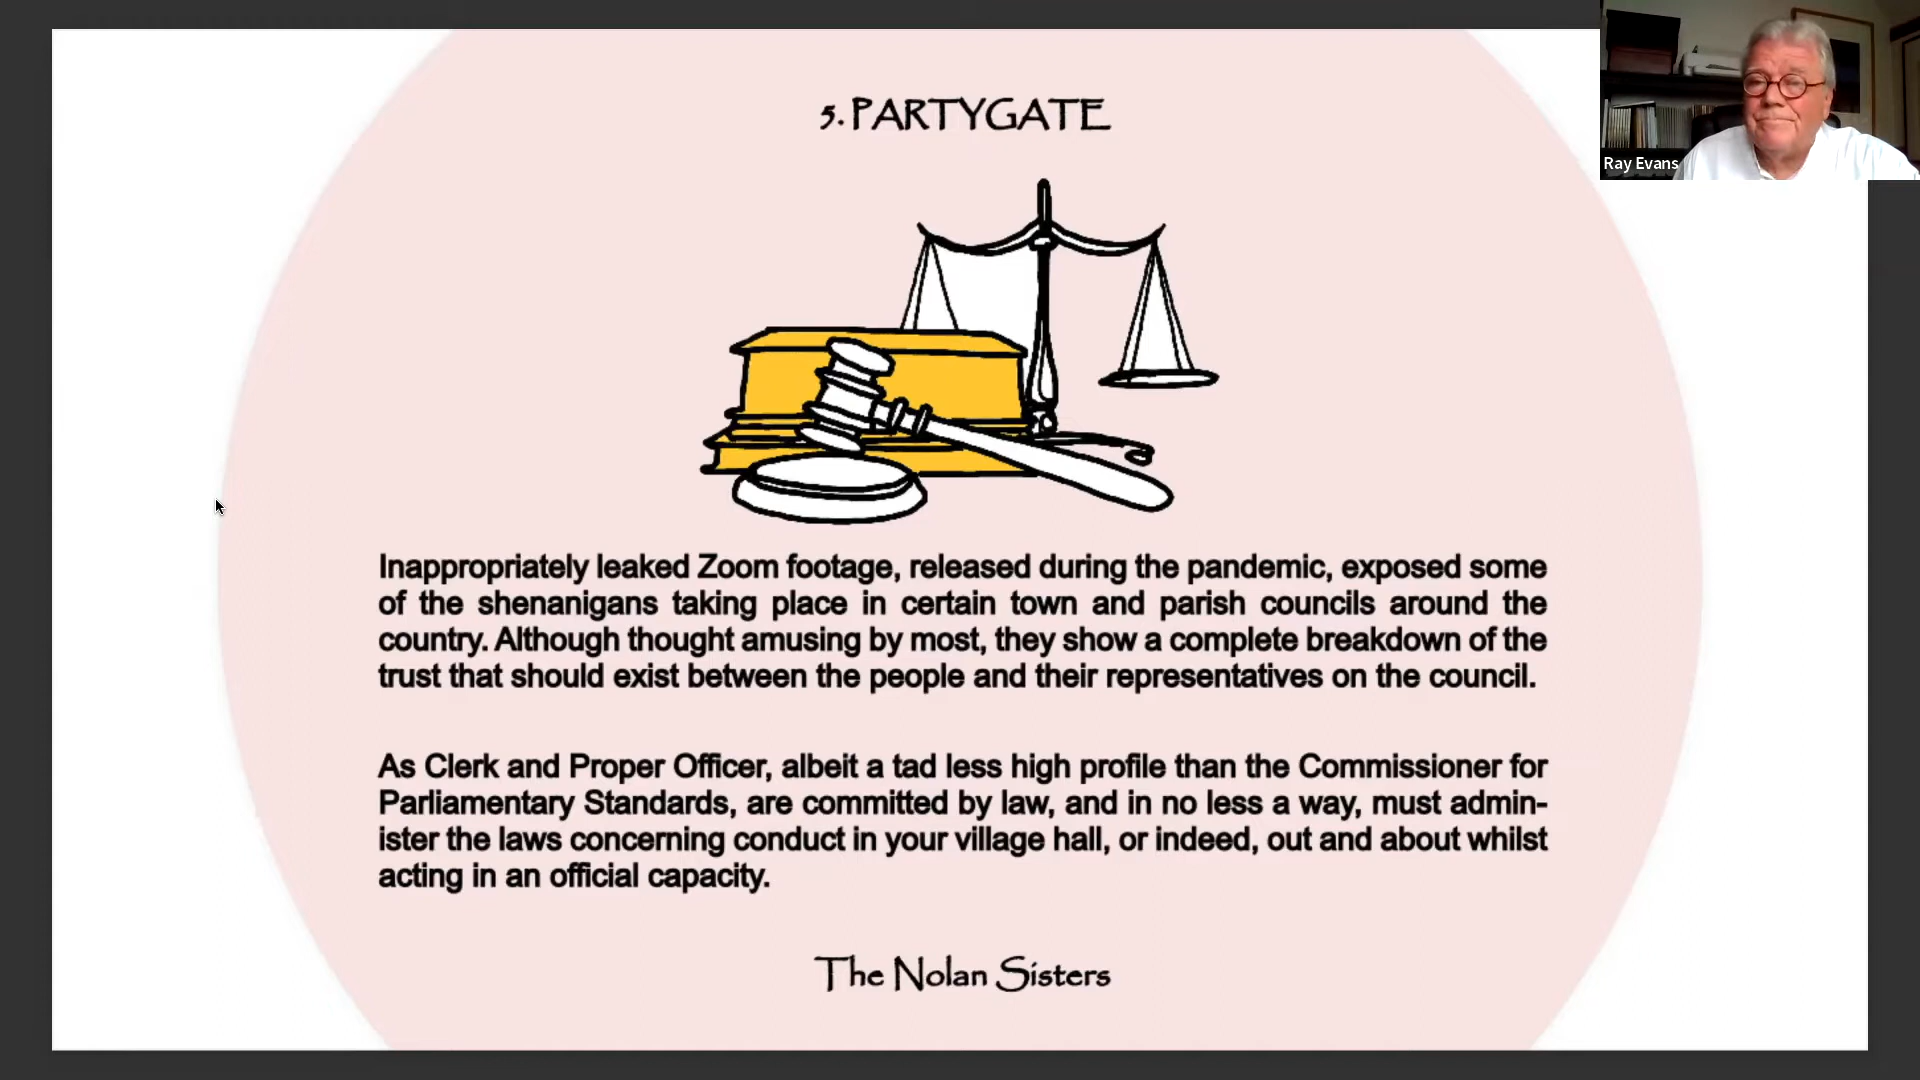 5. PARTYGATE
Ray Evans
Inappropriately leaked Zoom footage, released during the pandemic, exposed some
of the shenanigans taking place in certain town and parish councils around the
country. Although thought amusing by most, they show a complete breakdown of the
trust that should exist between the people and their representatives on the council.
As Clerk and Proper Officer, albeit a tad less high profile than the Commissioner for
Parliamentary Standards, are committed by law, and in no less a way, must admin-
ister the laws concerning conduct in your village hall, or indeed, out and about whilst
acting in an official capacity.
The Nolan Sisters